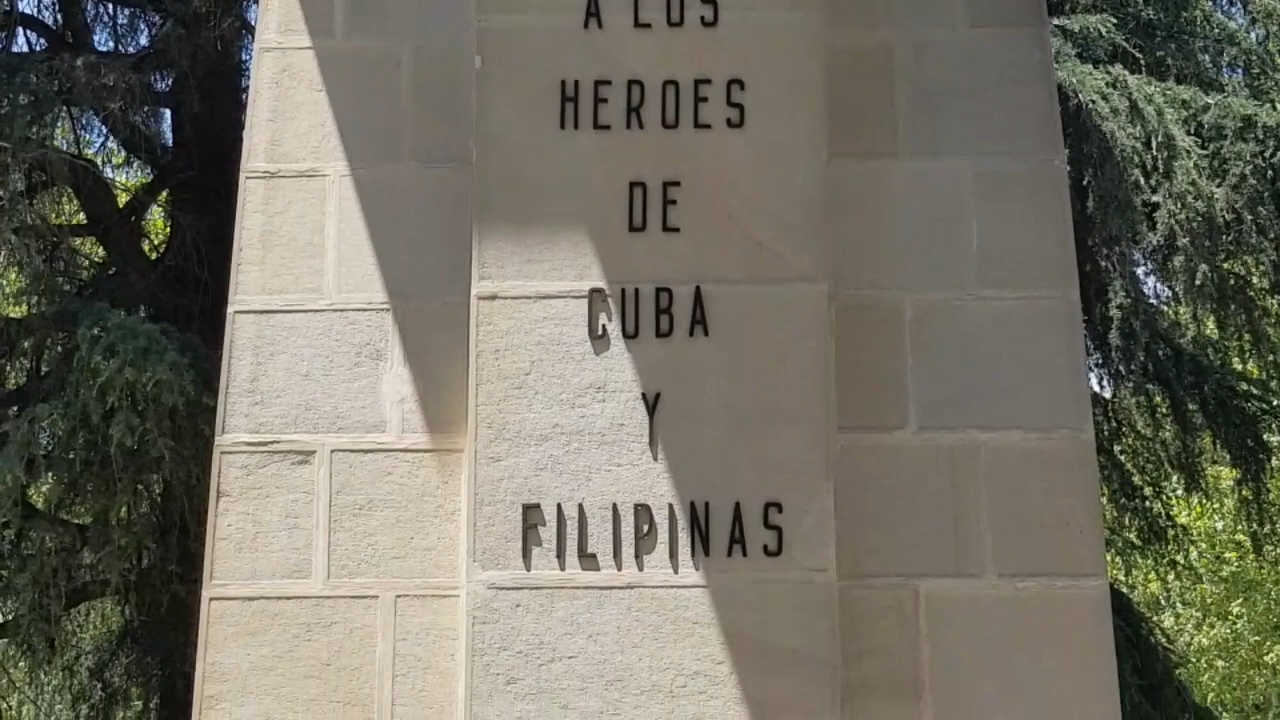 A LOS
HEROES
DE
CUBA
Y
FILIPINAS